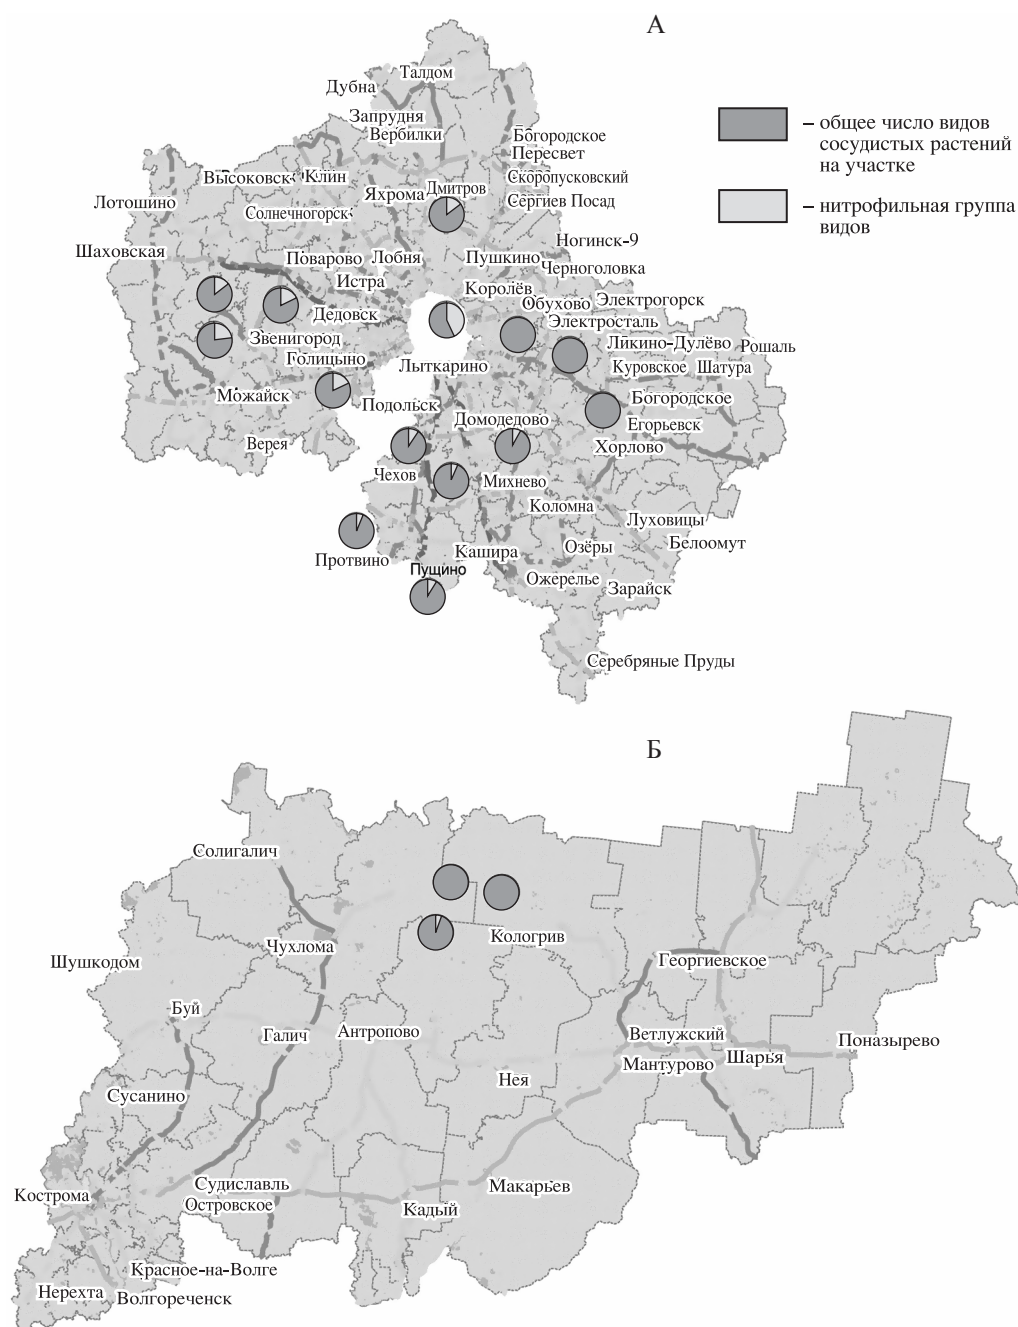 А
Талдом
Дубна
Запрудня
Вербилки
Богородское
Пересвет
Скоропусковский
Сергиев Посад
Высоковск
Клин
Яхрома
Дмитров
Лотошино
Солнечногорск
Ногинск-9
Шаховская
Поварово
Лобня
Пушкино
Черноголовка
Истра
Королёв
Обухово
Электрогорск
Дедовск
Электросталь
Звенигород
Ликино-Дулёво
Рошаль
Голицыно
Лыткарино
Куровское
Шатура
Можайск
Подольск
Богородское
Домодедово
Егорьевск
Верея
Хорлово
Чехов
Михнево
Коломна
Луховицы
Белоомут
Протвино
Кашира
Озёры
Пущино
Ожерелье
Зарайск
Серебряные Пруды
– общее число видов
сосудистых растений
на участке
– нитрофильная группа
видов
Б
Солигалич
Чухлома
Кологрив
Шушкодом
Георгиевское
Буй
Галич
Антропово
Ветлужский
Поназырево
Мантурово
Шарья
Нея
Сусанино
Судиславль
Макарьев
Кострома
Островское
Кадый
Красное-на-Волге
Нерехта
Волгореченск